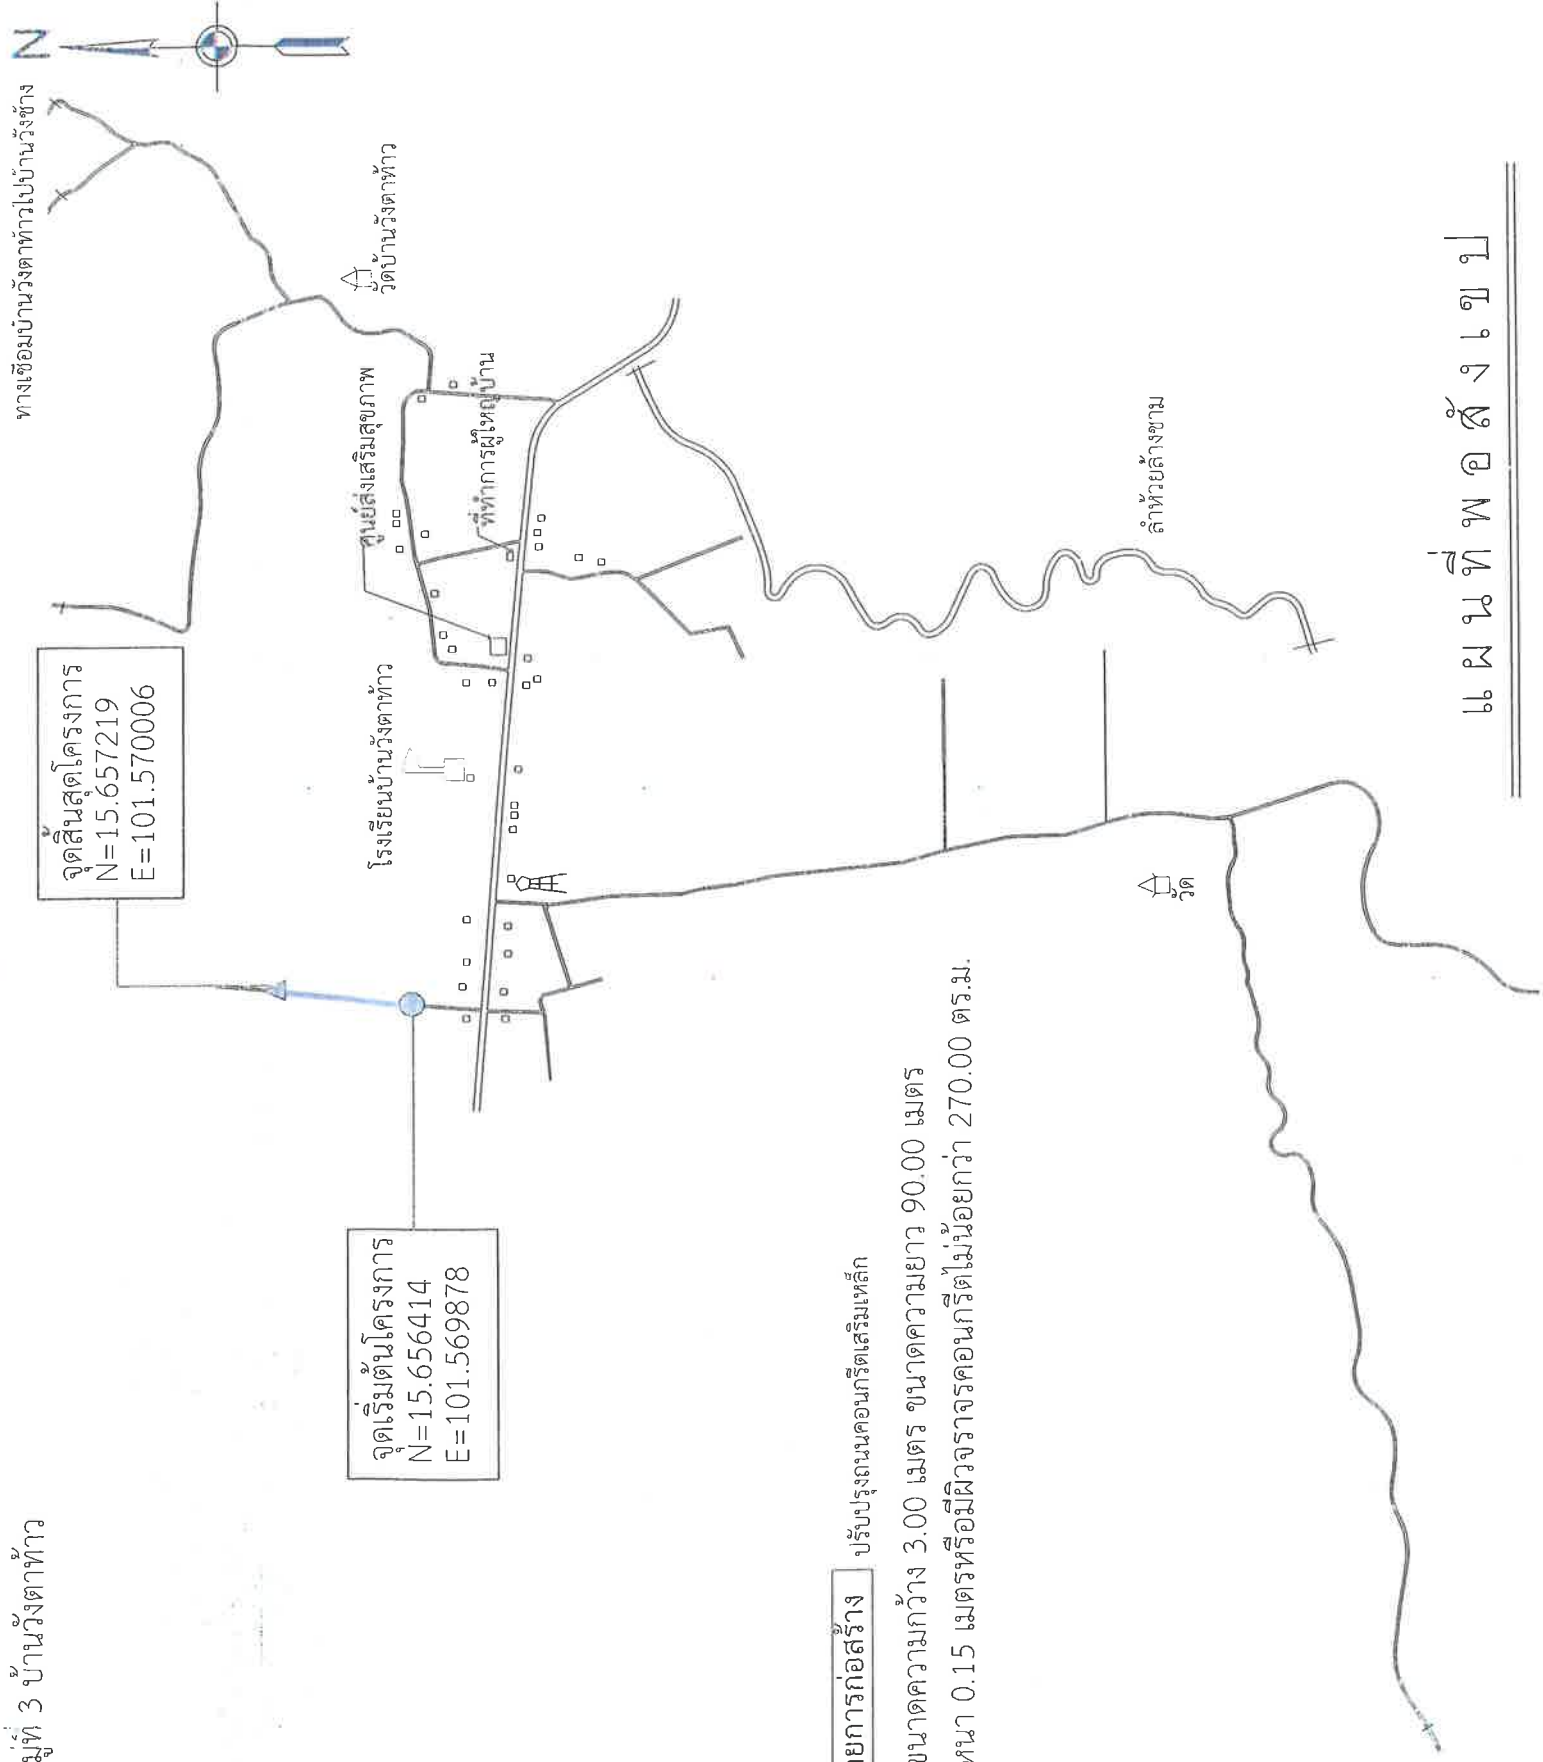 มู่ที่ 3 บ้านวังตาท้าว
จุดเริ่มต้นโครงการ
N=15.656414
E=101.569878
จุดสิ้นสุดโครงการ
N=15.657219
E=101.570006
ทางเชื่อมบ้านวังตาท้าวไปบ้านวังช้าง
N
โรงเรียนบ้านวังตาท้าว
ศูนย์ส่งเสริมสุขภาพ
วัดบ้านวังตาท้าว
ที่ทำการผู้ใหญ่บ้าน
ยการก่อสร้าง ปรับปรุงถนนคอนกรีตเสริมเหล็ก
ขนาดความกว้าง 3.00 เมตร ขนาดความยาว 90.00 เมตร
หนา 0.15 เมตรหรือมีผิวจราจรคอนกรีตไม่น้อยกว่า 270.00 ตร.ม.
วัด
ลำห้วยล้างชาม
แผนที่พอสังเขป